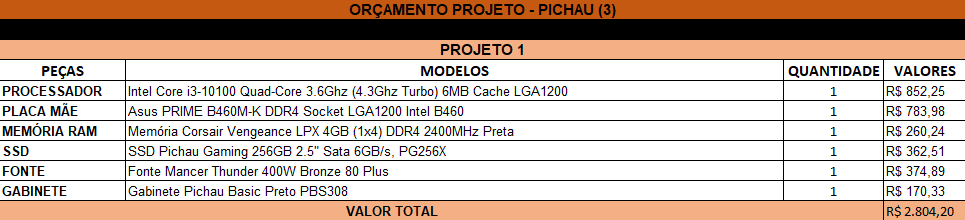 ORÇAMENTO PROJETO - PICHAU (3)
PROJETO 1
PEÇAS MODELOS QUANTIDADE VALORES
PROCESSADOR Intel Core i3-10100 Quad-Core 3.6Ghz (4.3Ghz Turbo) 6MB Cache LGA1200 1 R$ 852,25
PLACA MÃE Asus PRIME B460M-K DDR4 Socket LGA1200 Intel B460 1 R$ 783,98
MEMÓRIA RAM Memória Corsair Vengeance LPX 4GB (1x4) DDR4 2400MHz Preta 1 R$ 260,24
SSD SSD Pichau Gaming 256GB 2.5" Sata 6GB/s, PG256X 1 R$ 362,51
FONTE Fonte Mancer Thunder 400W Bronze 80 Plus 1 R$ 374,89
GABINETE Gabinete Pichau Basic Preto PBS308 1 R$ 170,33
VALOR TOTAL R$ 2.804,20